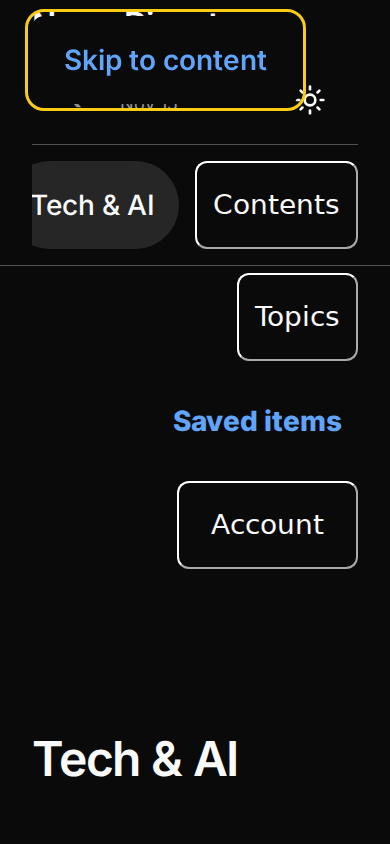 Skip to content
Tech & AI
Contents
Topics
Saved items
Account
Tech & AI